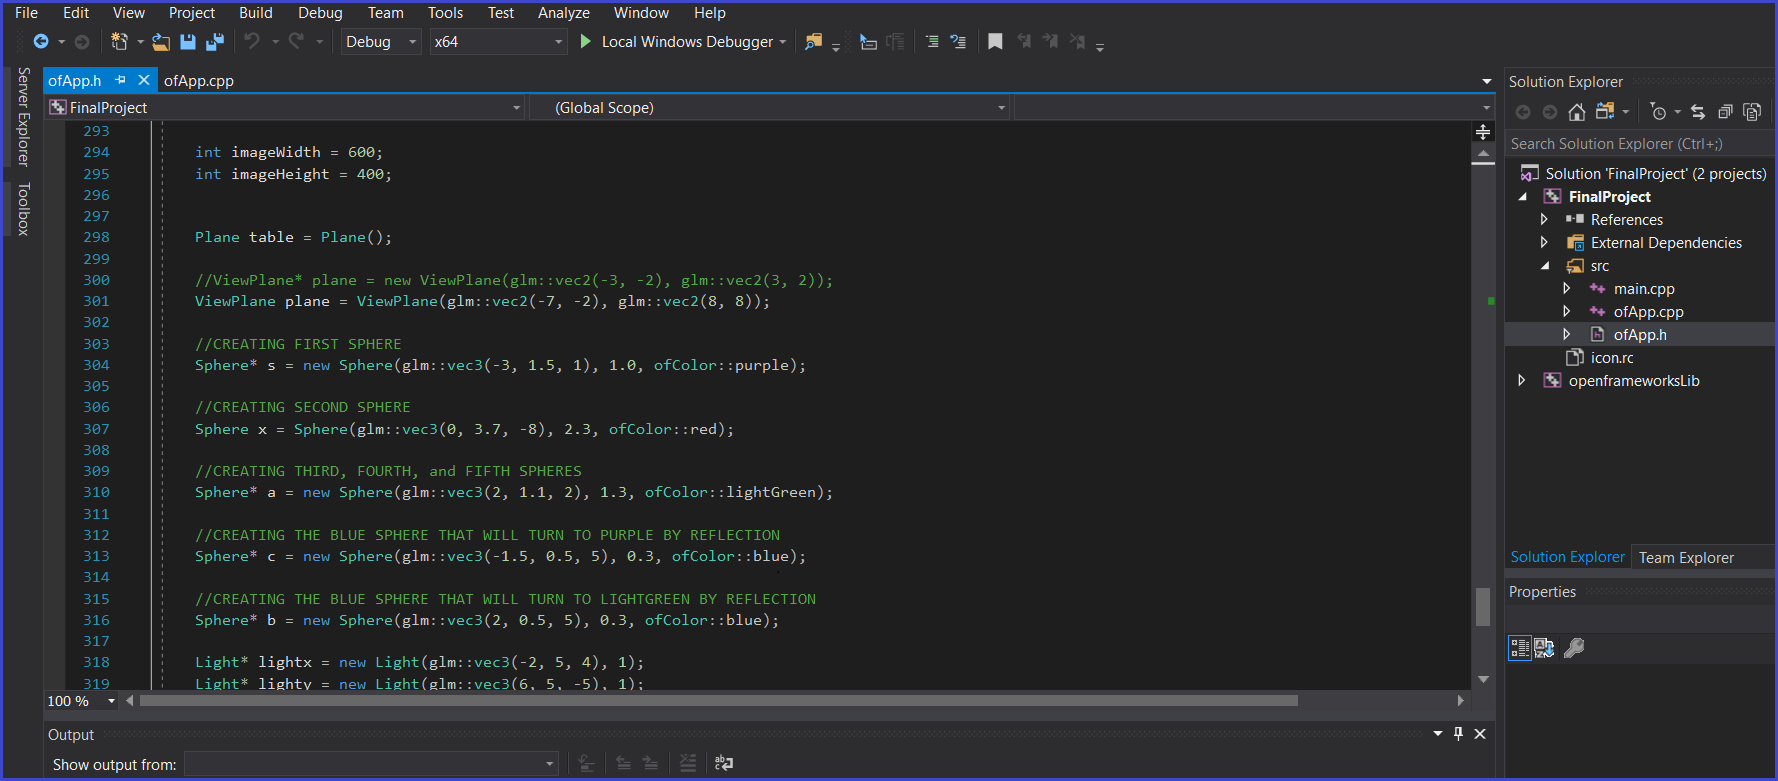 File Edit View Project Build Debug Team Tools Test Analyze Window Help
Debug x64 Local Windows Debugger
Server Explorer
Toolbox
ofApp.h ofApp.cpp
FinalProject (Global Scope)
293
294 int imageWidth = 600;
295 int imageHeight = 400;
296
297
298 Plane table = Plane();
299
300 //ViewPlane* plane = new ViewPlane(glm::vec2(-3, -2), glm::vec2(3, 2));
301 ViewPlane plane = ViewPlane(glm::vec2(-7, -2), glm::vec2(8, 8));
302
303 //CREATING FIRST SPHERE
304 Sphere* s = new Sphere(glm::vec3(-3, 1.5, 1), 1.0, ofColor::purple);
305
306 //CREATING SECOND SPHERE
307 Sphere x = Sphere(glm::vec3(0, 3.7, -8), 2.3, ofColor::red);
308
309 //CREATING THIRD, FOURTH, and FIFTH SPHERES
310 Sphere* a = new Sphere(glm::vec3(2, 1.1, 2), 1.3, ofColor::lightGreen);
311
312 //CREATING THE BLUE SPHERE THAT WILL TURN TO PURPLE BY REFLECTION
313 Sphere* c = new Sphere(glm::vec3(-1.5, 0.5, 5), 0.3, ofColor::blue);
314
315 //CREATING THE BLUE SPHERE THAT WILL TURN TO LIGHTGREEN BY REFLECTION
316 Sphere* b = new Sphere(glm::vec3(2, 0.5, 5), 0.3, ofColor::blue);
317
318 Light* lightx = new Light(glm::vec3(-2, 5, 4), 1);
319 Light* lighty = new Light(glm::vec3(6, 5, -5), 1);
100 %
Output
Show output from:
Solution Explorer
Search Solution Explorer (Ctrl+;)
Solution 'FinalProject' (2 projects)
FinalProject
References
External Dependencies
src
main.cpp
ofApp.cpp
ofApp.h
icon.rc
openframeworksLib
Solution Explorer Team Explorer
Properties